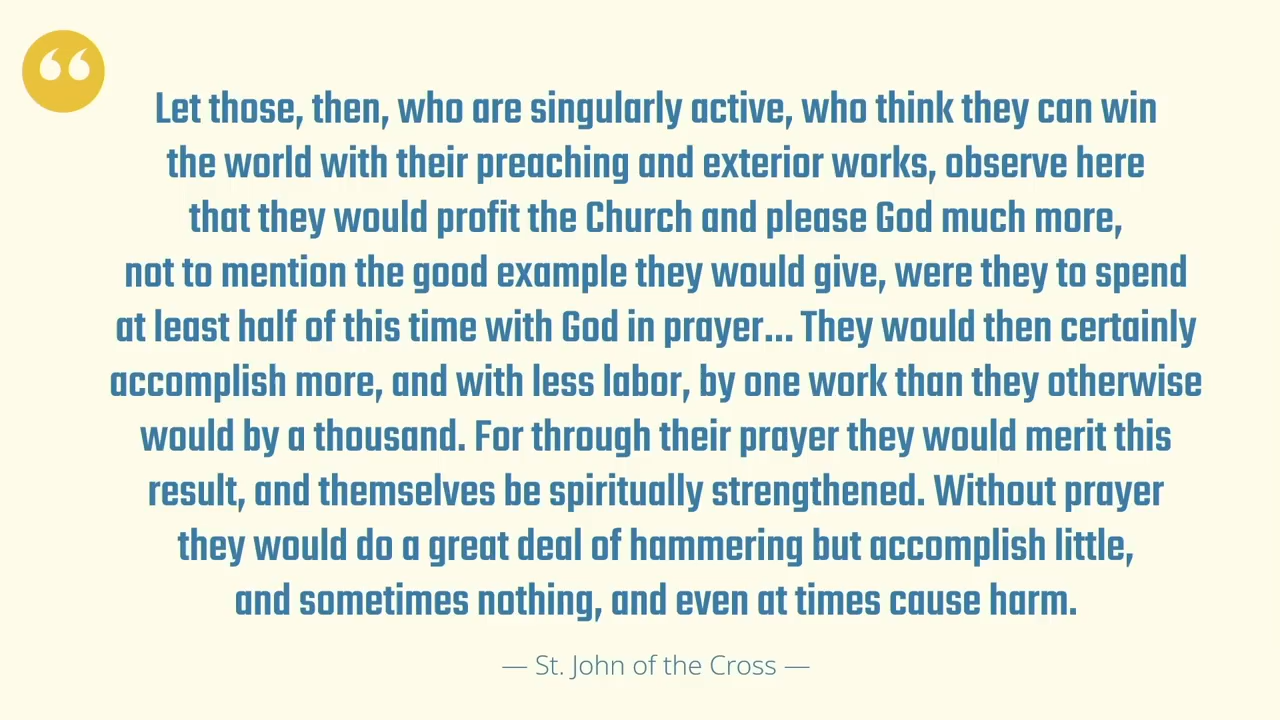 “
Let those, then, who are singularly active, who think they can win
the world with their preaching and exterior works, observe here
that they would profit the Church and please God much more,
not to mention the good example they would give, were they to spend
at least half of this time with God in prayer... They would then certainly
accomplish more, and with less labor, by one work than they otherwise
would by a thousand. For through their prayer they would merit this
result, and themselves be spiritually strengthened. Without prayer
they would do a great deal of hammering but accomplish little,
and sometimes nothing, and even at times cause harm.
— St. John of the Cross —